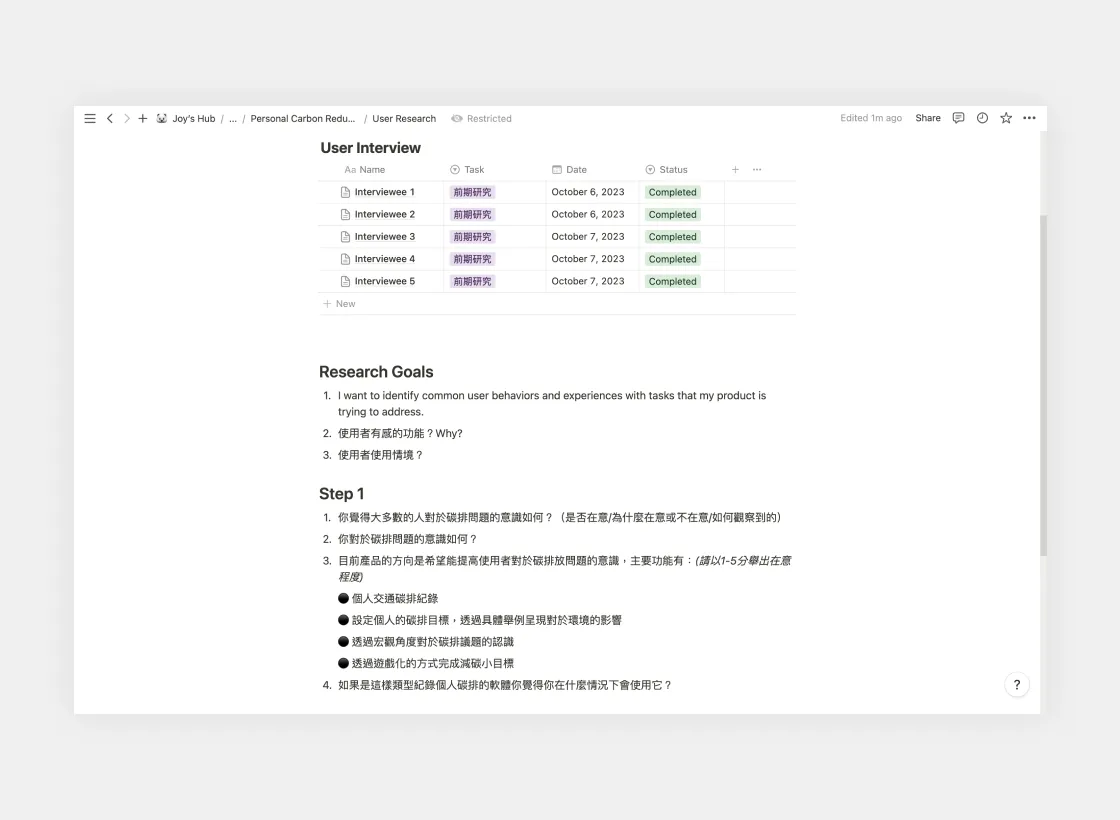 Joy's Hub / ... / Personal Carbon Redu... / User Research Restricted Edited 1m ago Share
User Interview
Aa Name Task Date Status
Interviewee 1 前期研究 October 6, 2023 Completed
Interviewee 2 前期研究 October 6, 2023 Completed
Interviewee 3 前期研究 October 7, 2023 Completed
Interviewee 4 前期研究 October 7, 2023 Completed
Interviewee 5 前期研究 October 7, 2023 Completed
+ New
Research Goals
1. I want to identify common user behaviors and experiences with tasks that my product is
trying to address.
2. 使用者有感的功能？Why?
3. 使用者使用情境？
Step 1
1. 你覺得大多數的人對於碳排問題的意識如何？（是否在意/為什麼在意或不在意/如何觀察到的）
2. 你對於碳排問題的意識如何？
3. 目前產品的方向是希望能提高使用者對於碳排放問題的意識，主要功能有：(請以1-5分舉出在意
程度)
⚫ 個人交通碳排紀錄
⚫ 設定個人的碳排目標，透過具體舉例呈現對於環境的影響
⚫ 透過宏觀角度對於碳排議題的認識
⚫ 透過遊戲化的方式完成減碳小目標
4. 如果是這樣類型紀錄個人碳排的軟體你覺得你在什麼情況下會使用它？
?